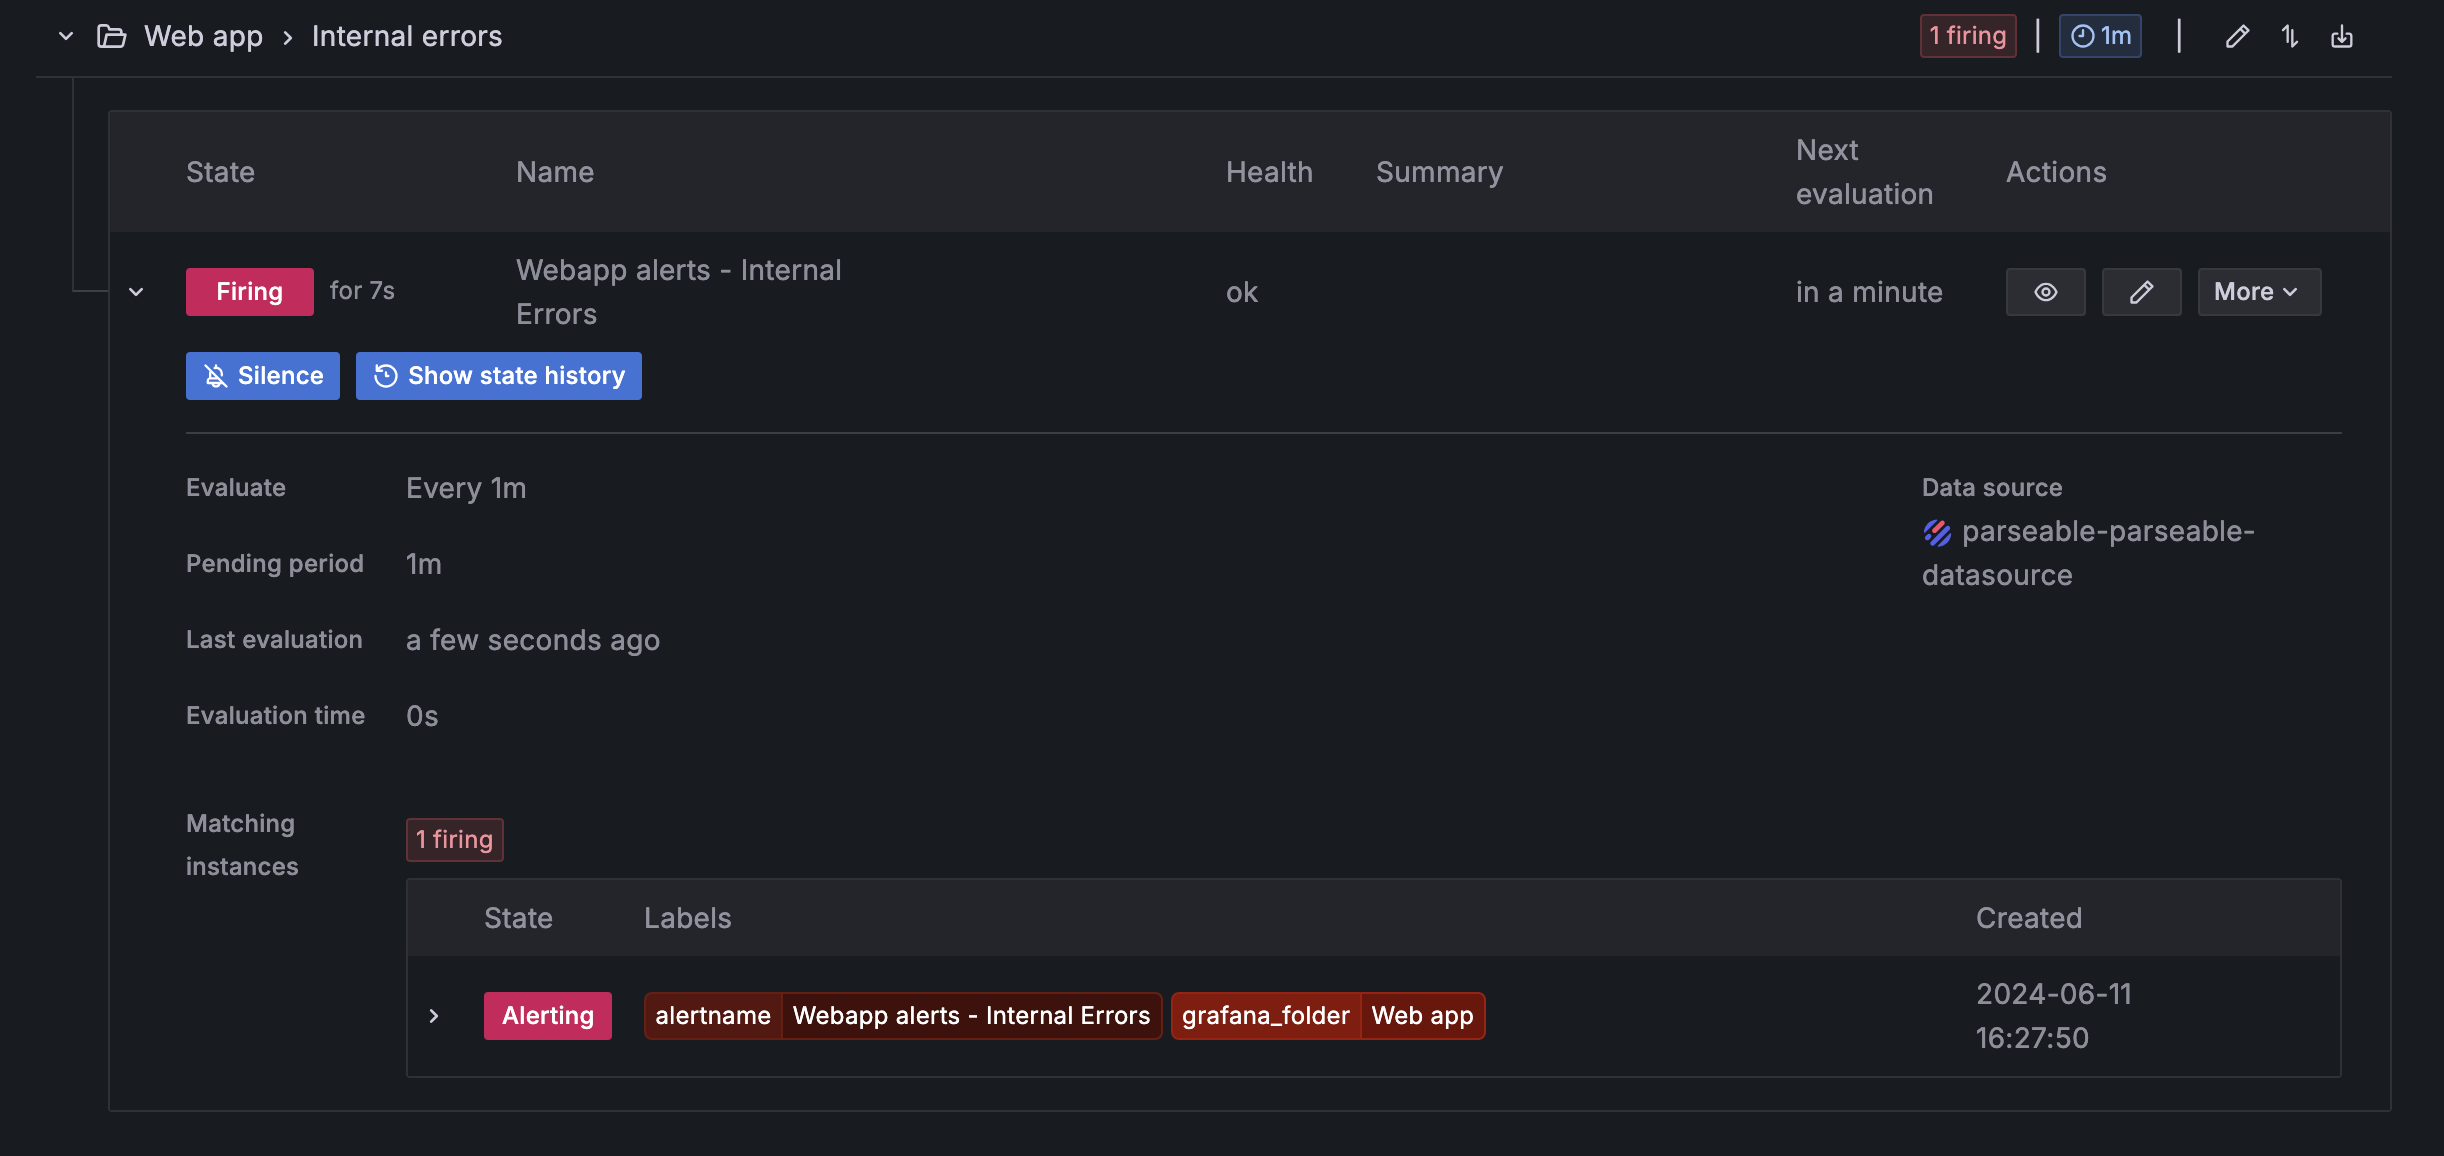 Web app › Internal errors
1 firing | 1m |
State Name Health Summary Next evaluation Actions
Firing for 7s Webapp alerts - Internal Errors ok in a minute More
Silence Show state history
Evaluate Every 1m
Data source
parseable-parseable-
datasource
Pending period 1m
Last evaluation a few seconds ago
Evaluation time 0s
Matching
instances
1 firing
State Labels Created
Alerting alertname Webapp alerts - Internal Errors grafana_folder Web app 2024-06-11
16:27:50